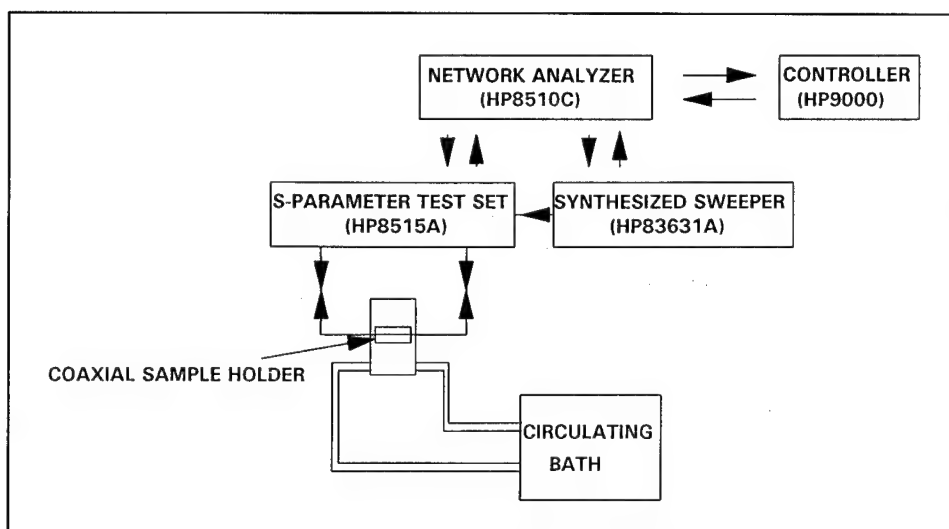 NETWORK ANALYZER
(HP8510C)
CONTROLLER
(HP9000)
S-PARAMETER TEST SET
(HP8515A)
SYNTHESIZED SWEEPER
(HP83631A)
COAXIAL SAMPLE HOLDER
CIRCULATING
BATH